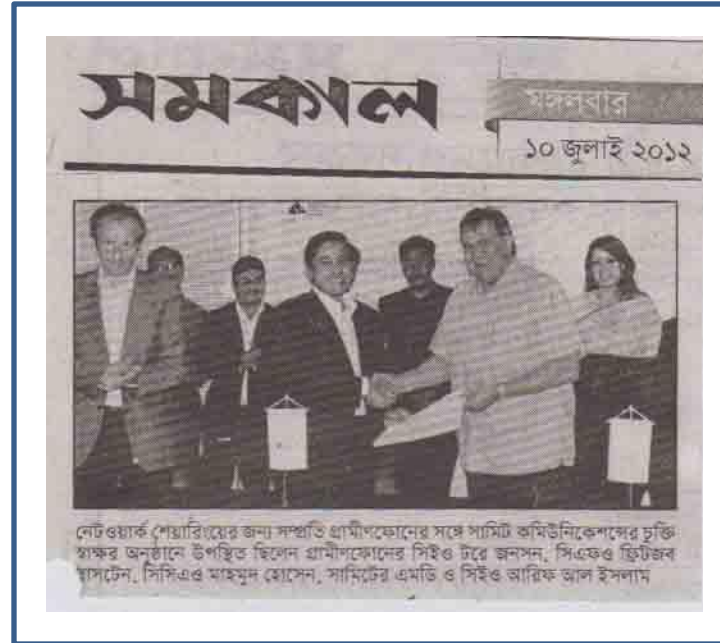 সমকাল
মঙ্গলবার
১০ জুলাই ২০১২
নেটওয়ার্ক শেয়ারিংয়ের জন্য সম্প্রতি গ্রামীণফোনের সঙ্গে সামিট কমিউনিকেশন্সের চুক্তি
স্বাক্ষর অনুষ্ঠানে উপস্থিত ছিলেন গ্রামীণফোনের সিইও টরে জনসন, সিএফও ফ্রিটজব
হাসটেন, সিসিএও মাহমুদ হোসেন, সামিটের এমডি ও সিইও আরিফ আল ইসলাম